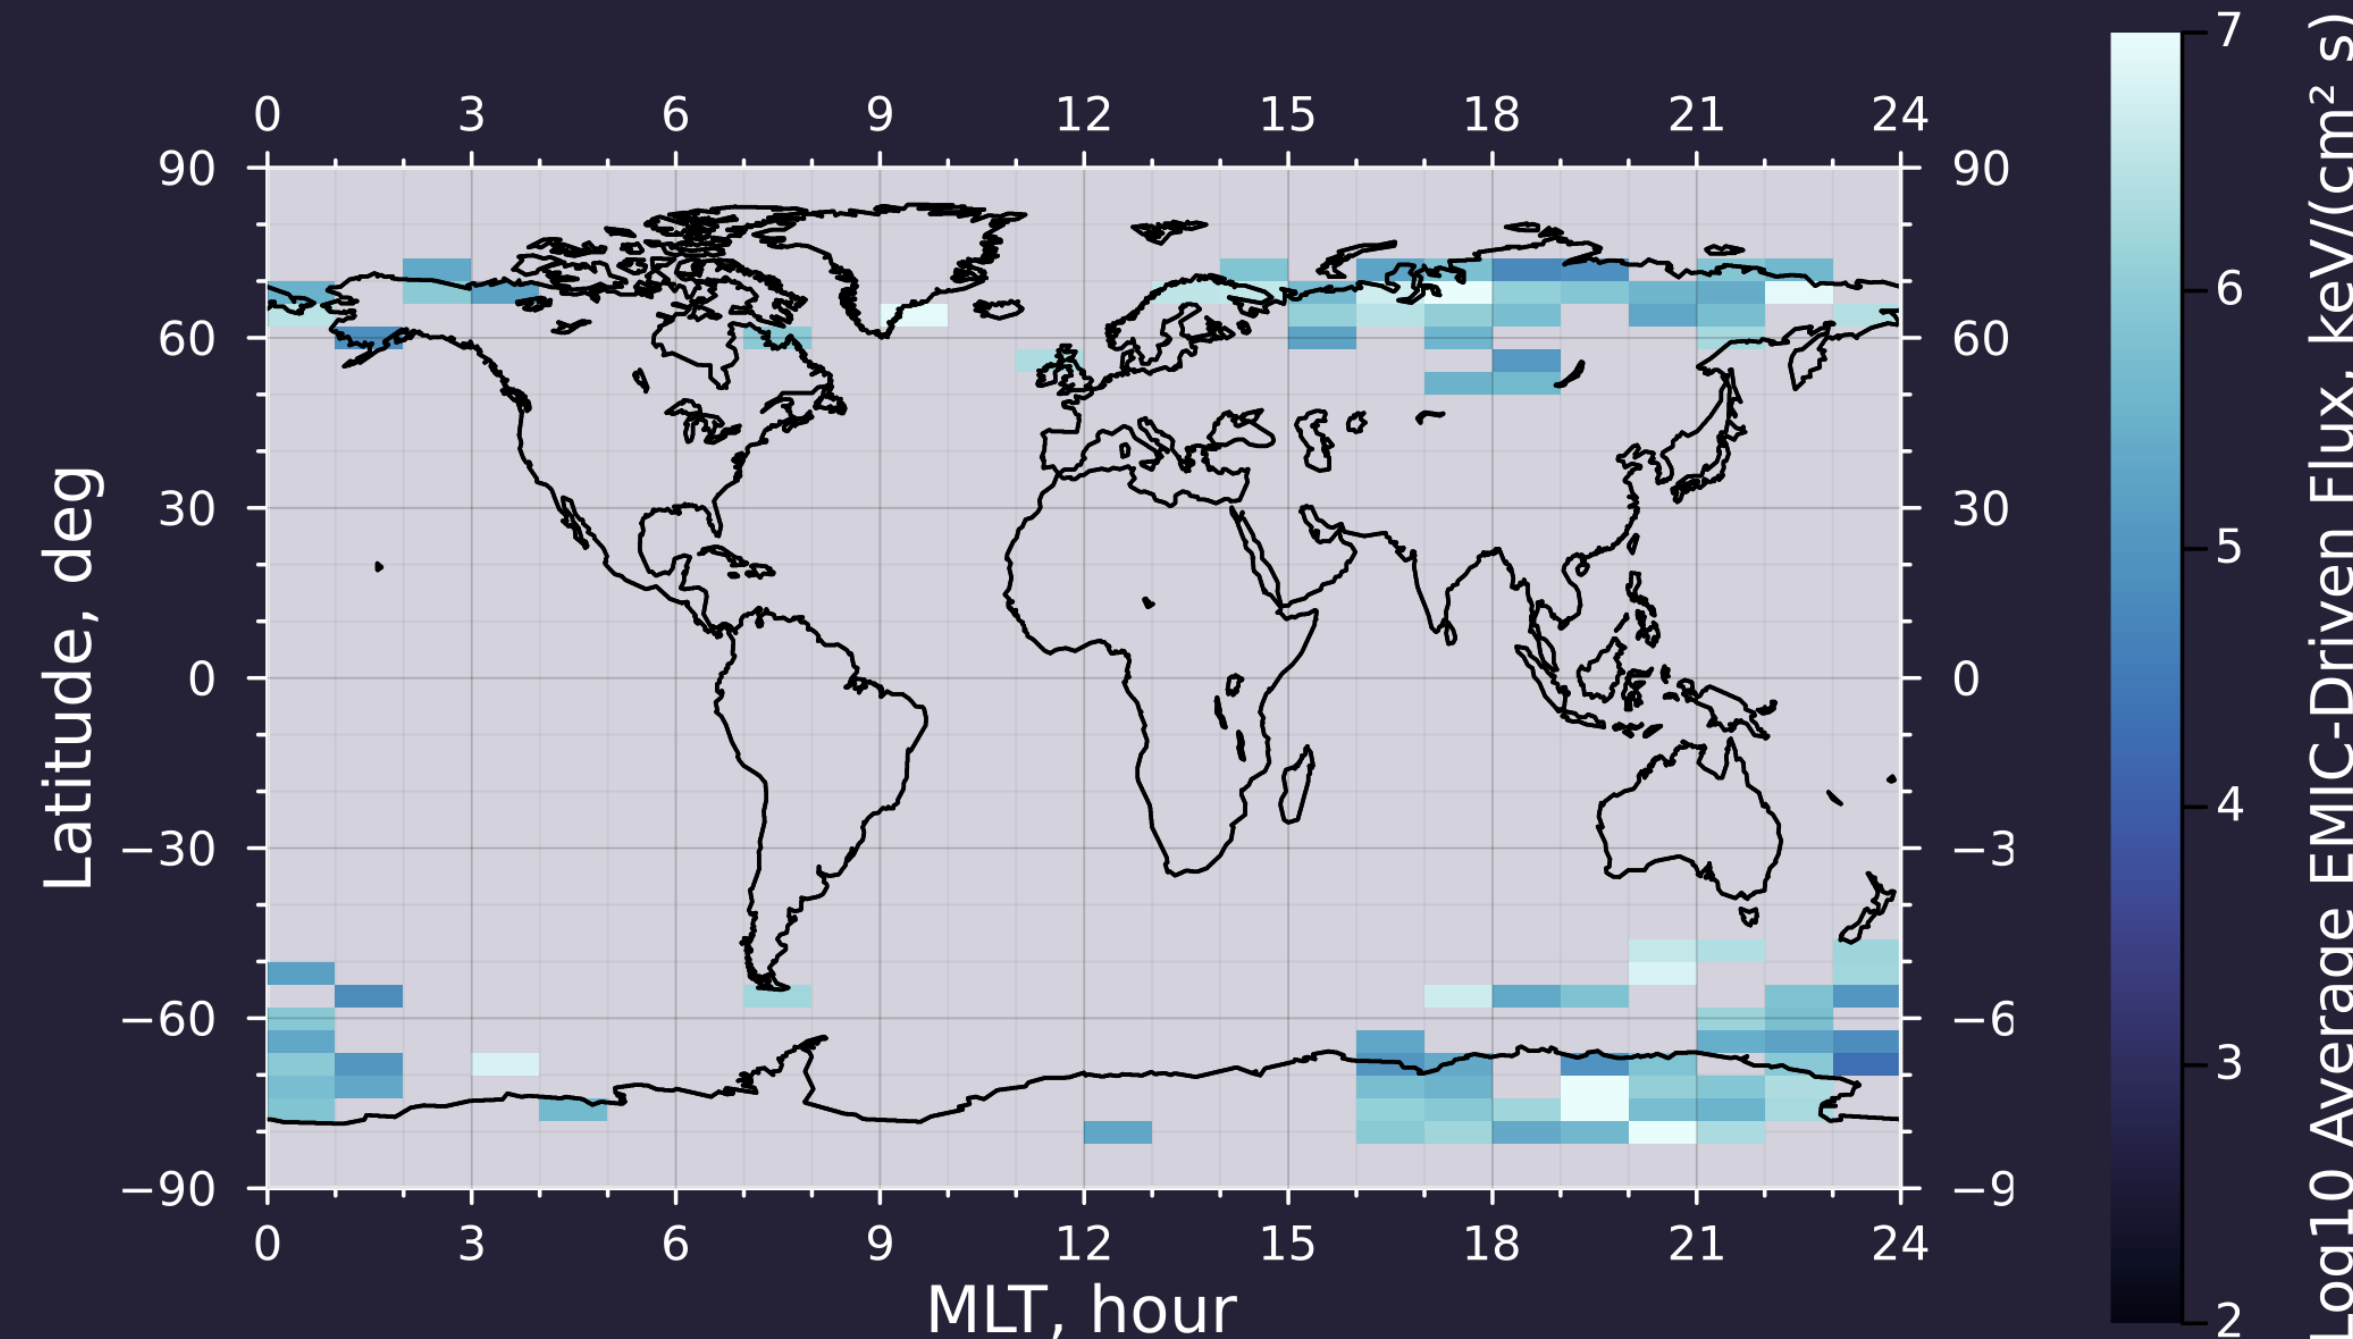 0 3 6 9 12 15 18 21 24
90 90
60 60
30 30
0 0
−30 −3
−60 −6
−90 −9
0 3 6 9 12 15 18 21 24
MLT, hour
Latitude, deg
7
6
5
4
3
2
Log10 Average EMIC-Driven Flux, keV/(cm² s)